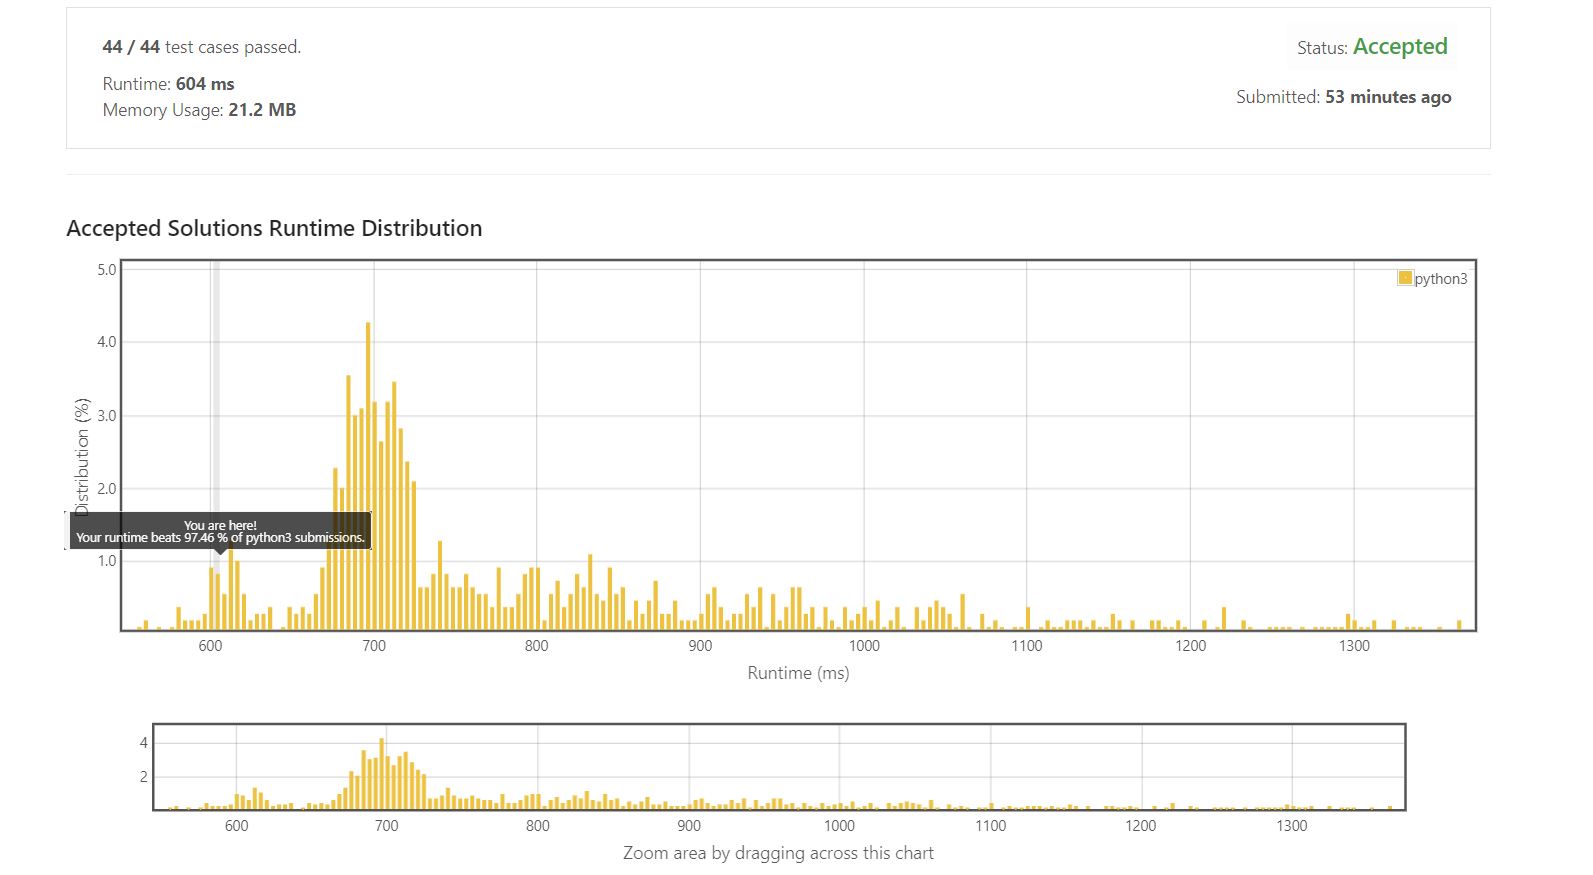 44 / 44 test cases passed.
Status: Accepted
Runtime: 604 ms
Memory Usage: 21.2 MB
Submitted: 53 minutes ago
Accepted Solutions Runtime Distribution
python3
5.0
4.0
3.0
2.0
1.0
Distribution (%)
You are here!
Your runtime beats 97.46 % of python3 submissions.
600 700 800 900 1000 1100 1200 1300
Runtime (ms)
4
2
600 700 800 900 1000 1100 1200 1300
Zoom area by dragging across this chart